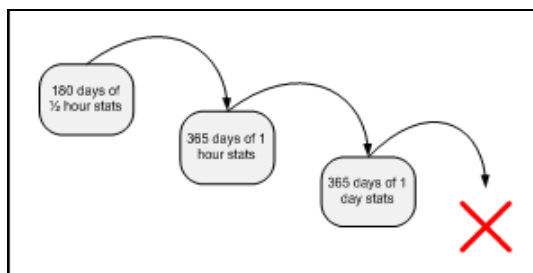 180 days of
½ hour stats
365 days of 1
hour stats
365 days of 1
day stats